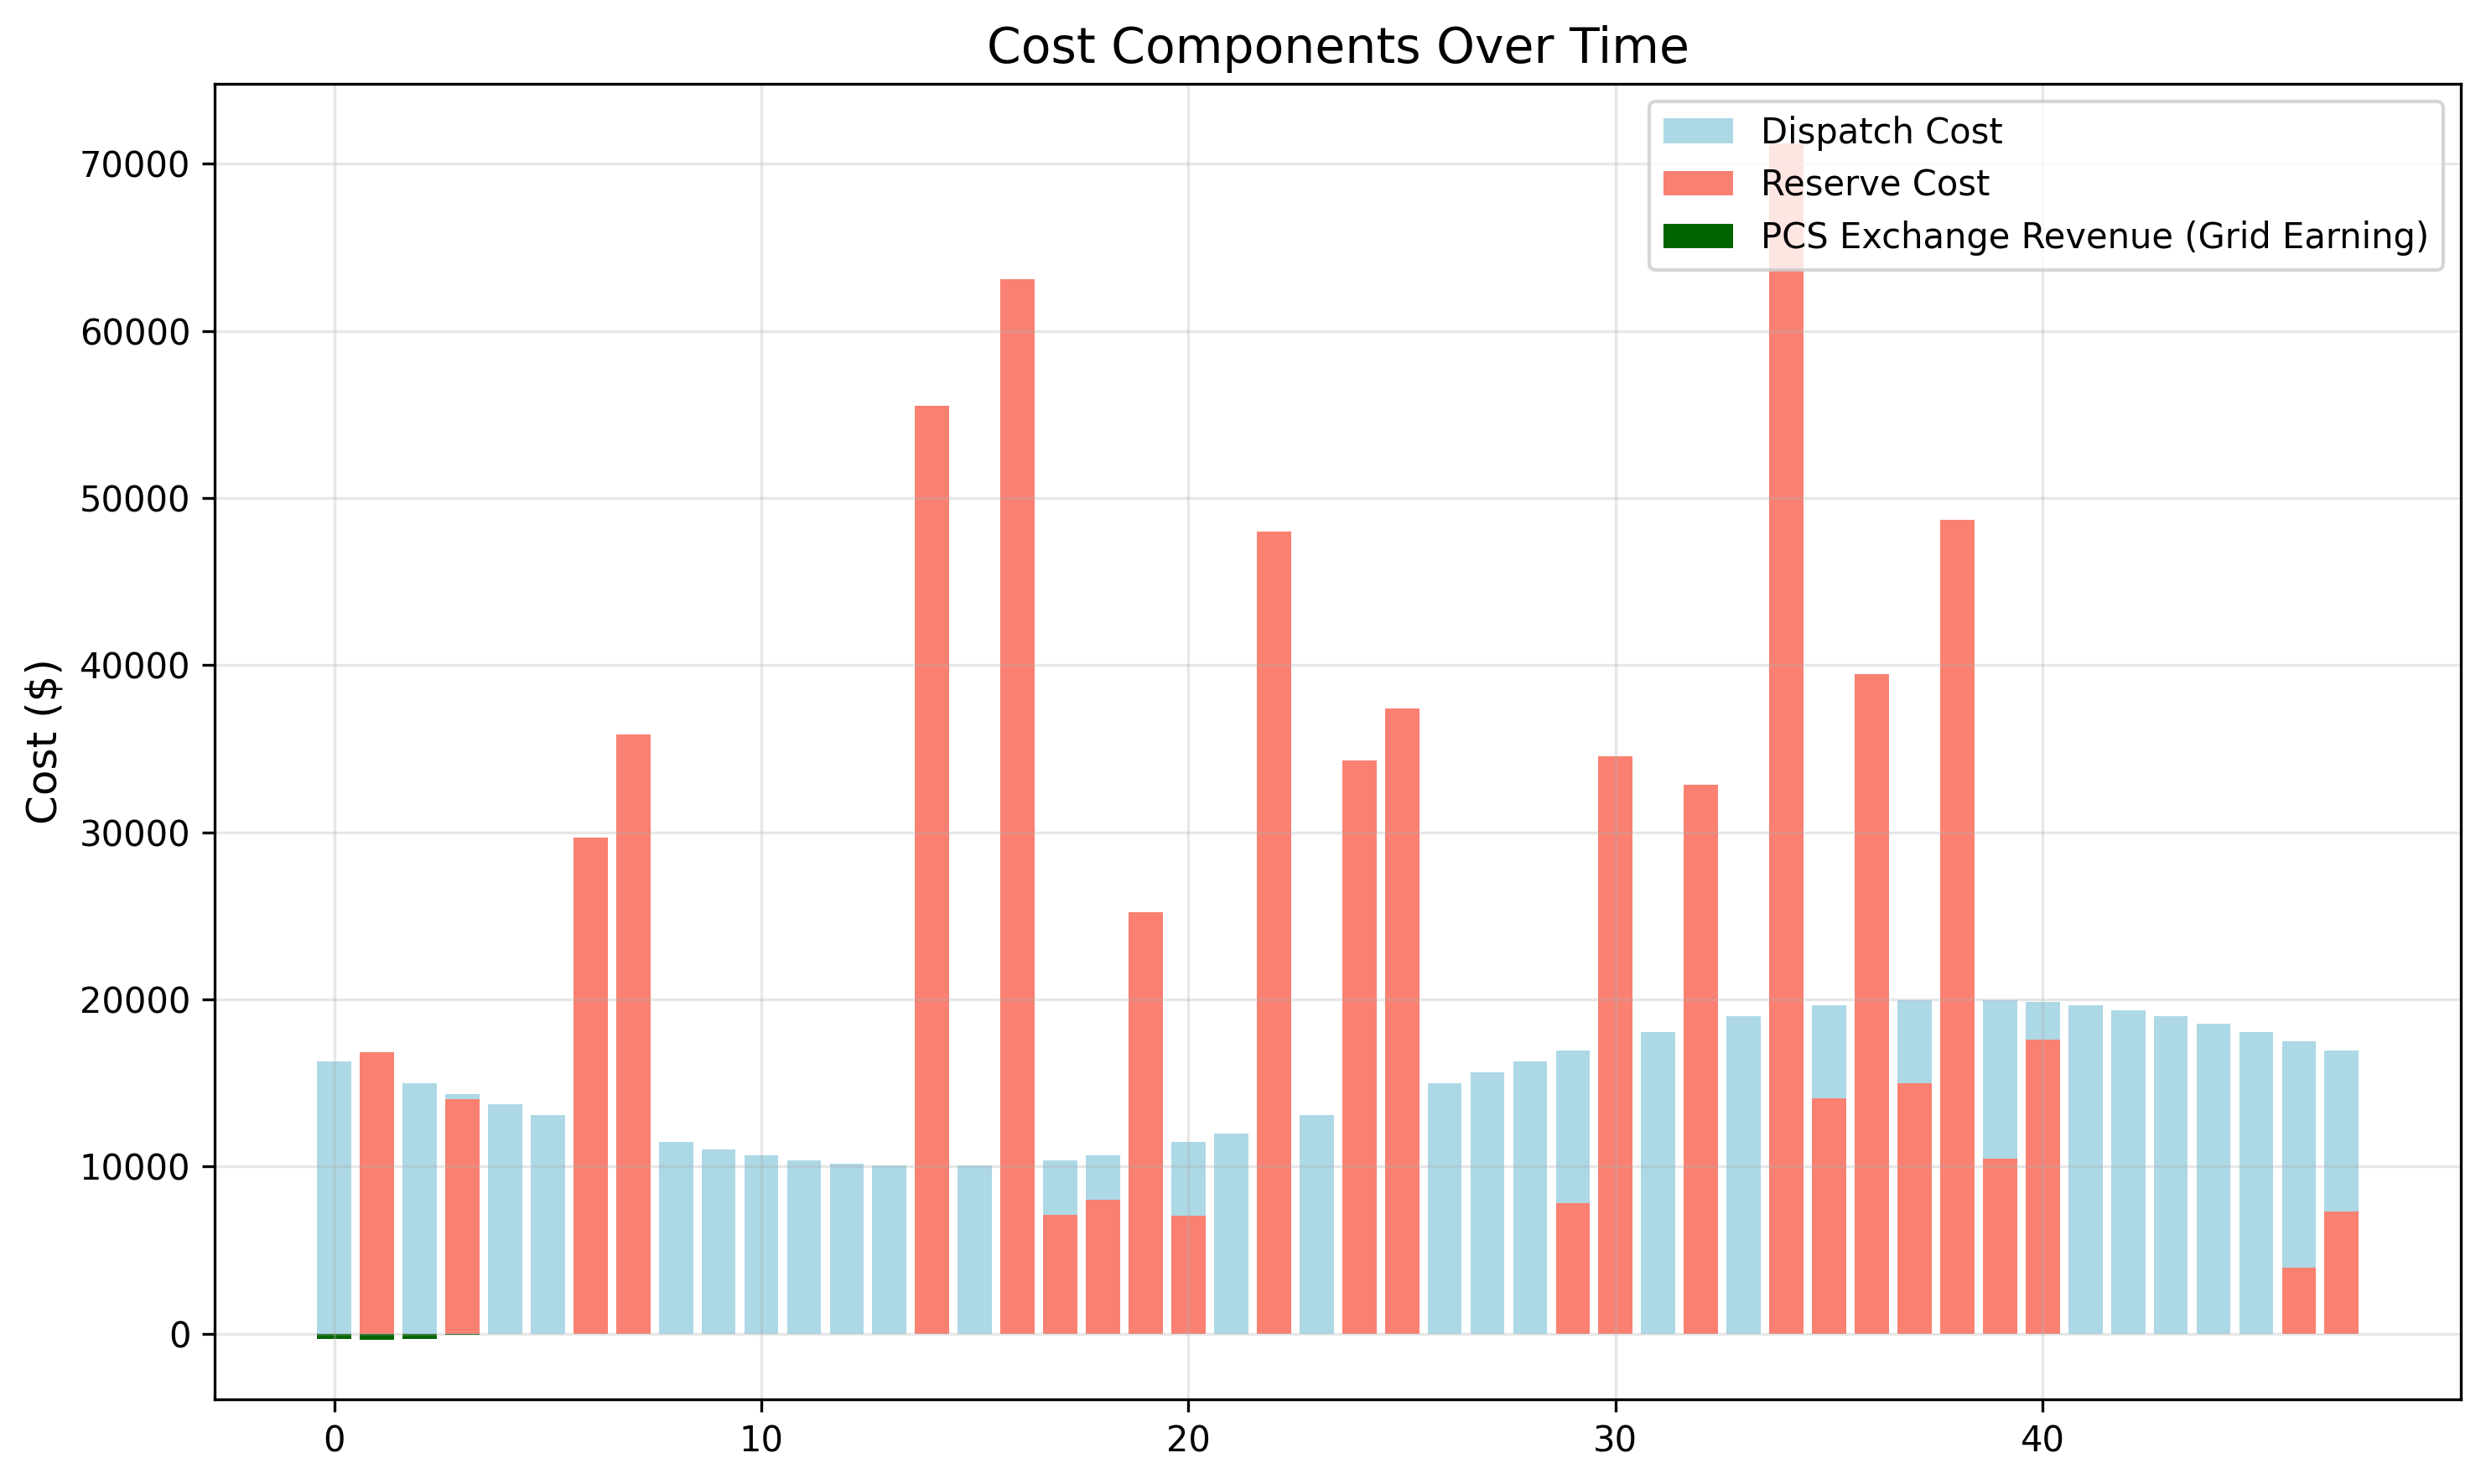 Cost Components Over Time
Dispatch Cost
Reserve Cost
PCS Exchange Revenue (Grid Earning)
Cost ($)
70000
60000
50000
40000
30000
20000
10000
0
0 10 20 30 40